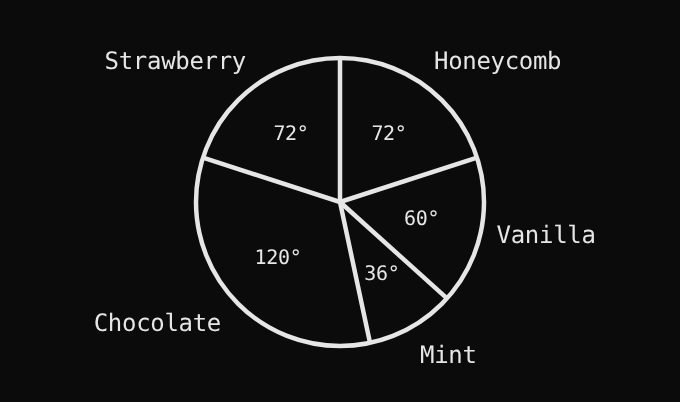 Strawberry
Honeycomb
72°
72°
60°
Vanilla
120°
36°
Chocolate
Mint